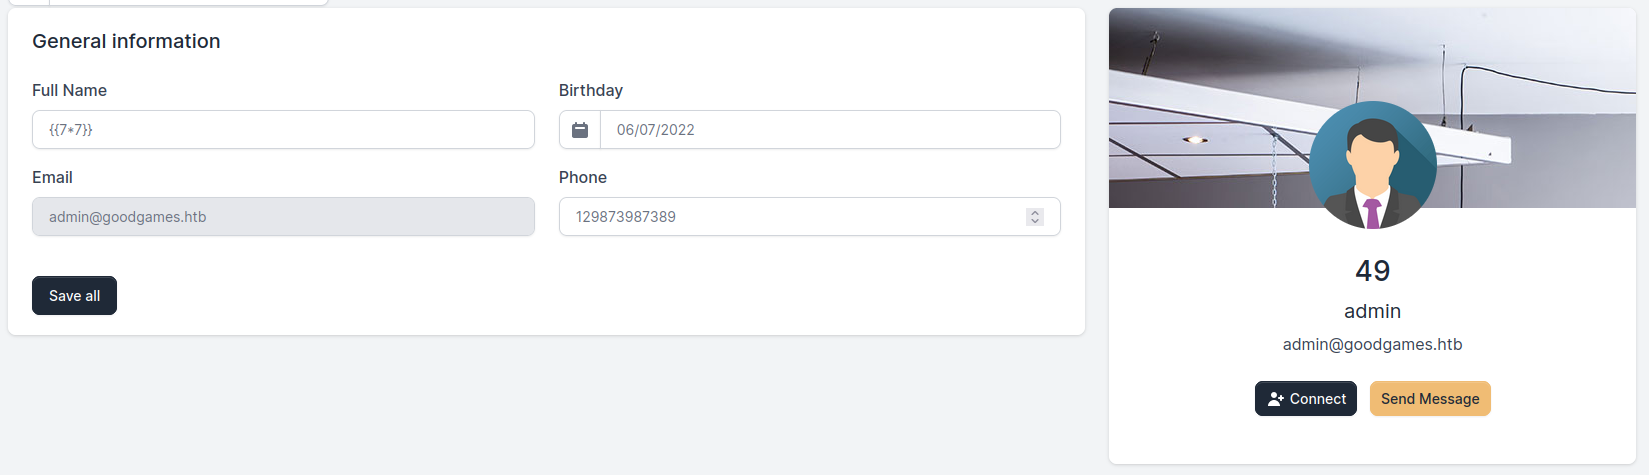 General information
Full Name
Birthday
{{7*7}}
06/07/2022
Email
Phone
admin@goodgames.htb
129873987389
Save all
49
admin
admin@goodgames.htb
Connect
Send Message